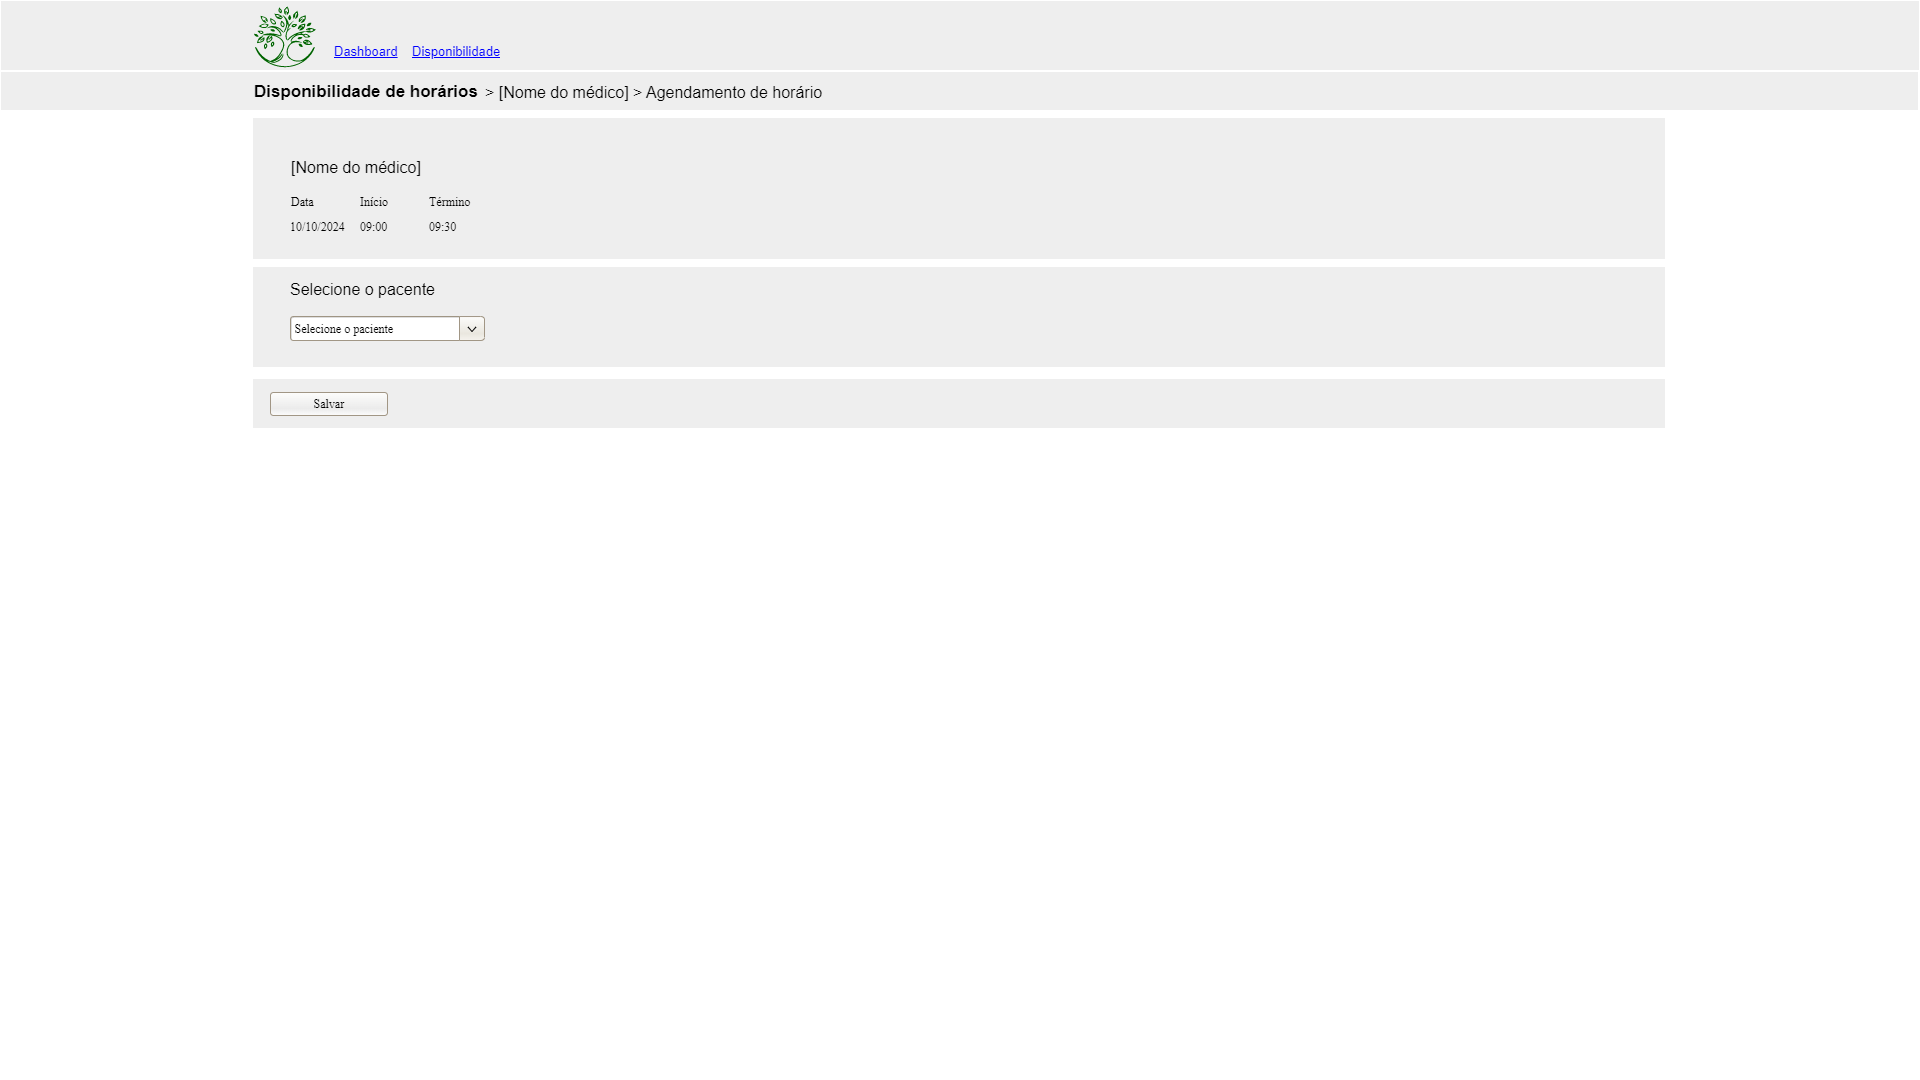 Dashboard Disponibilidade
Disponibilidade de horários > [Nome do médico] > Agendamento de horário
[Nome do médico]
Data Início Término
10/10/2024 09:00 09:30
Selecione o pacente
Selecione o paciente
Salvar